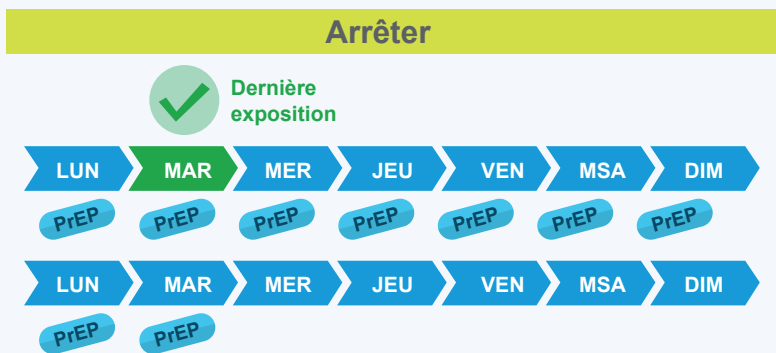 Arrêter
Dernière
exposition
LUN MAR MER JEU VEN MSA DIM
PrEP PrEP PrEP PrEP PrEP PrEP PrEP
LUN MAR MER JEU VEN MSA DIM
PrEP PrEP